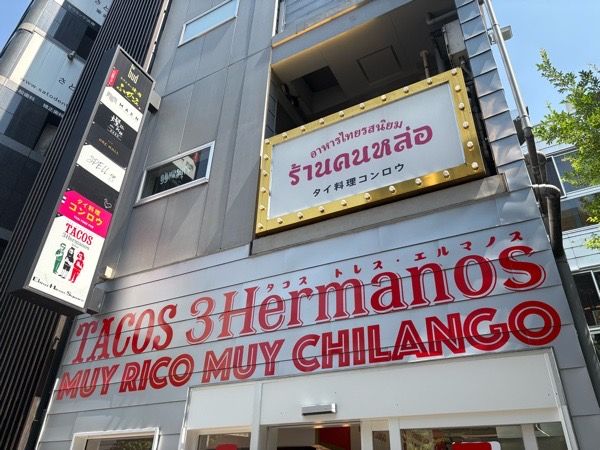 อาหารไทยรสนิยม
ร้านคนหล่อ
タイ料理コンロウ
タコス トレス・エルマノス
TACOS 3Hermanos
MUY RICO MUY CHILANGO
bud
タイ料理
コンロウ
TACOS
3Hermanos